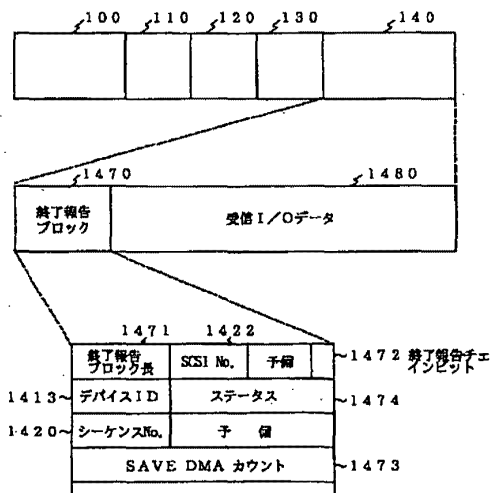 100 110 120 130 140
1470 1480
終了報告
ブロック
受信I/Oデータ
1471 1422
終了報告
ブロック長
SCSI No.
予備
1472 終了報告チェ
インビット
1413 デバイスID ステータス 1474
1420 シーケンスNo. 予備
SAVE DMA カウント 1473